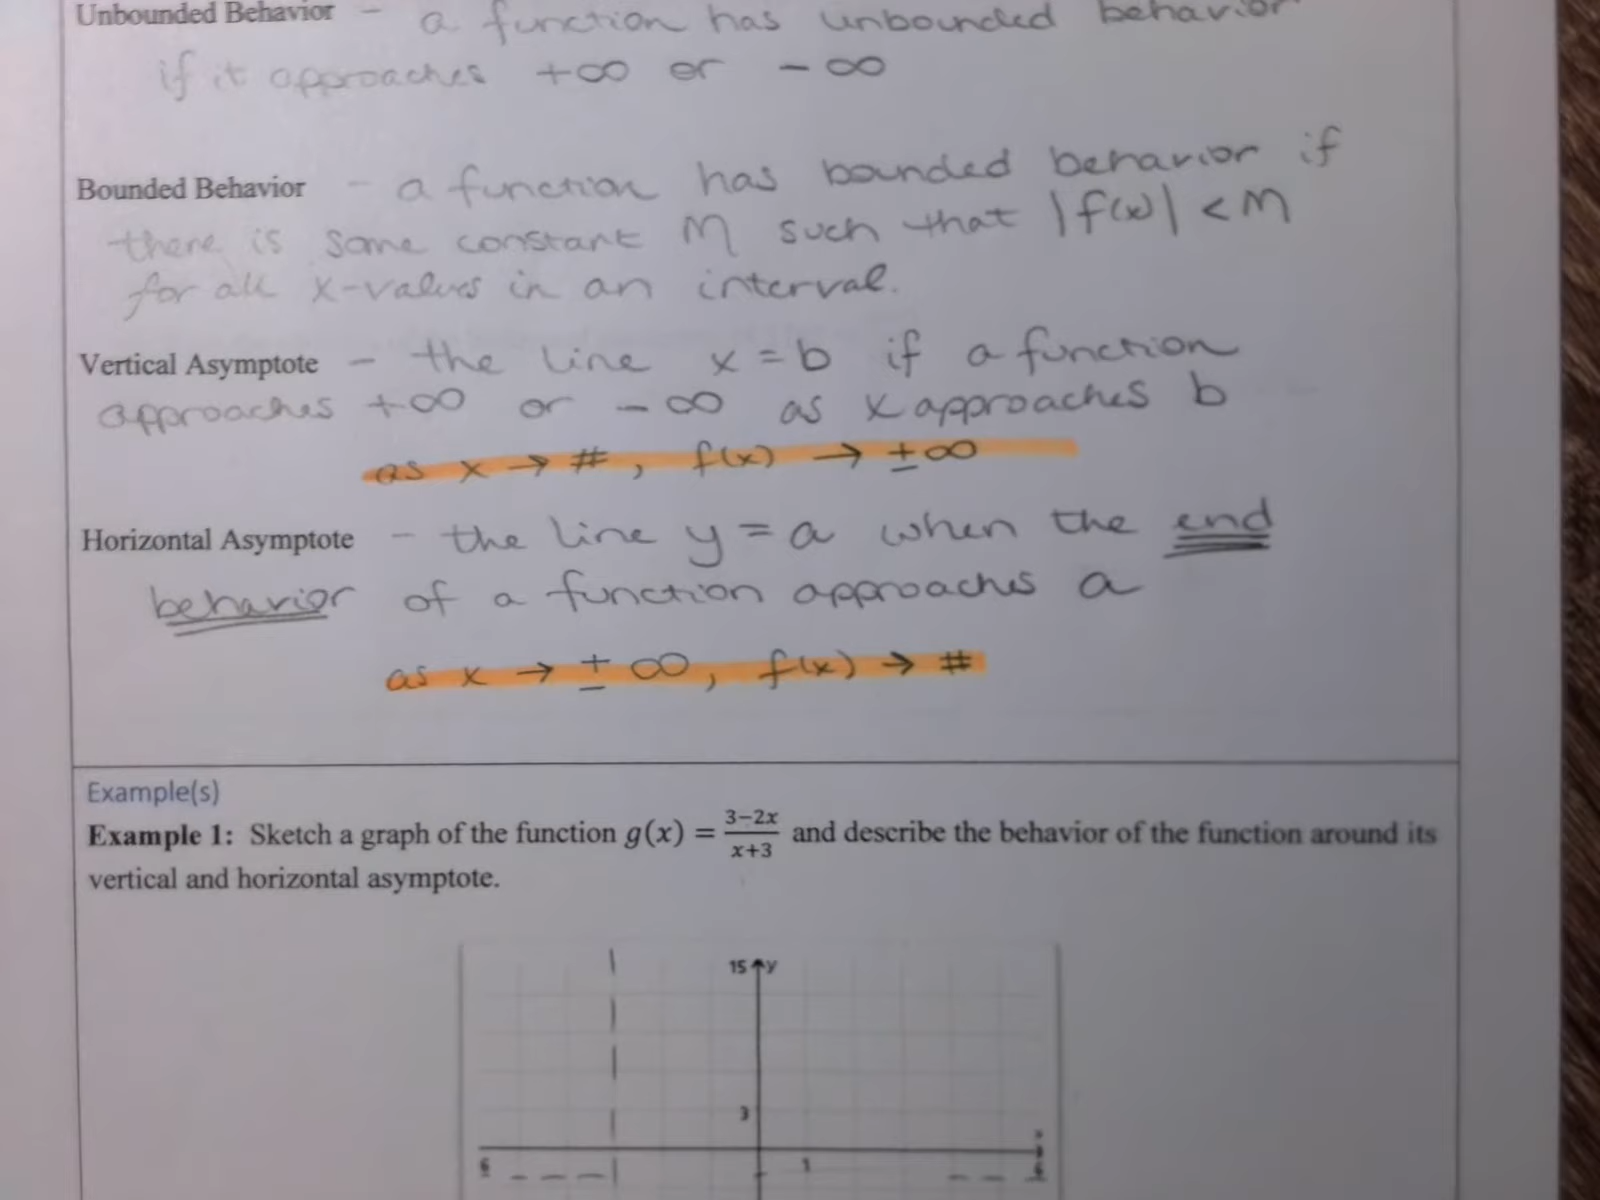 Unbounded Behavior - a function has unbounded behavior
if it approaches +∞ or -∞
Bounded Behavior - a function has bounded behavior if
there is some constant M such that |f(x)| < M
for all x-values in an interval.
Vertical Asymptote - the line x = b if a function
approaches +∞ or -∞ as x approaches b
as x → #, f(x) → ±∞
Horizontal Asymptote - the line y = a when the end
behavior of a function approaches a
as x → ±∞, f(x) → #
Example(s)
Example 1: Sketch a graph of the function g(x) = \frac{3-2x}{x+3} and describe the behavior of the function around its
vertical and horizontal asymptote.
15 y
3
1